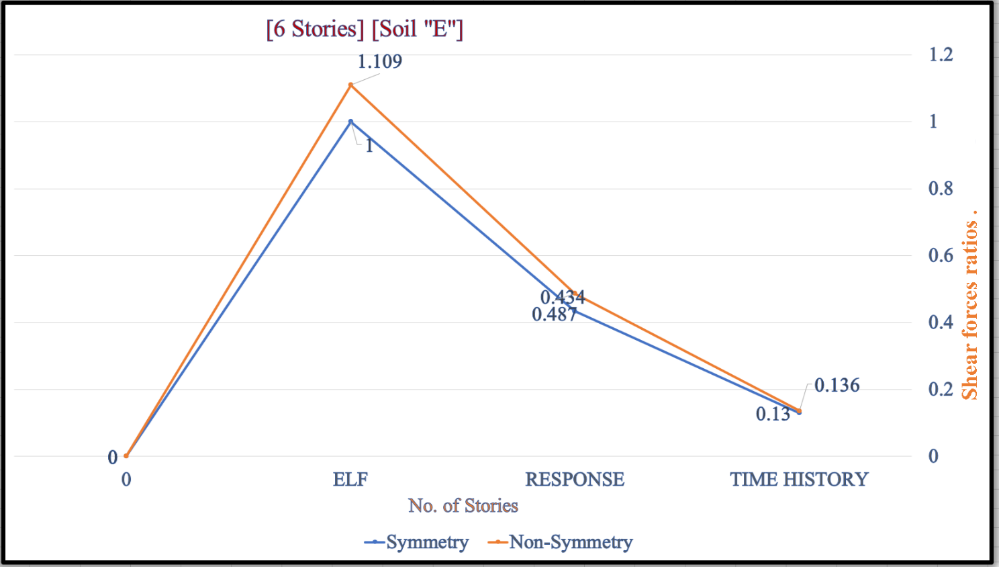 [6 Stories] [Soil "E"]
1.109
1.2
1
1
0.8
0.6
0.434
0.487
0.4
0.136
0.2
0.13
0
0
Shear forces ratios .
0
ELF
RESPONSE
TIME HISTORY
No. of Stories
Symmetry
Non-Symmetry